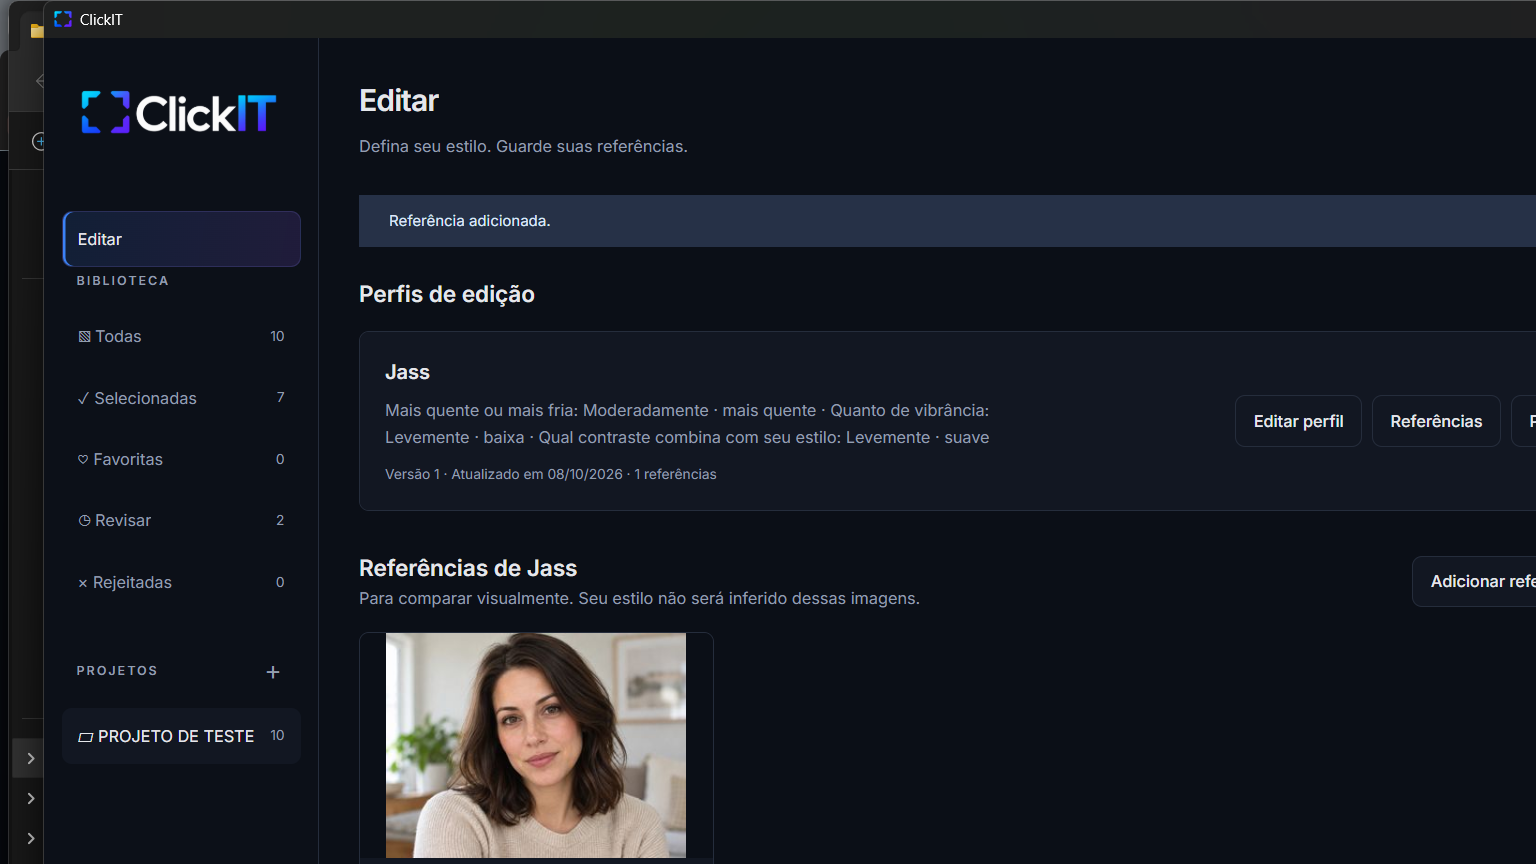 ClickIT
ClickIT
Editar
BIBLIOTECA
Todas 10
✓ Selecionadas 7
♡ Favoritas 0
Revisar 2
× Rejeitadas 0
PROJETOS +
PROJETO DE TESTE 10
Editar
Defina seu estilo. Guarde suas referências.
Referência adicionada.
Perfis de edição
Jass
Mais quente ou mais fria: Moderadamente · mais quente · Quanto de vibrância:
Levemente · baixa · Qual contraste combina com seu estilo: Levemente · suave
Versão 1 · Atualizado em 08/10/2026 · 1 referências
Editar perfil
Referências
Referências de Jass
Para comparar visualmente. Seu estilo não será inferido dessas imagens.
Adicionar refe